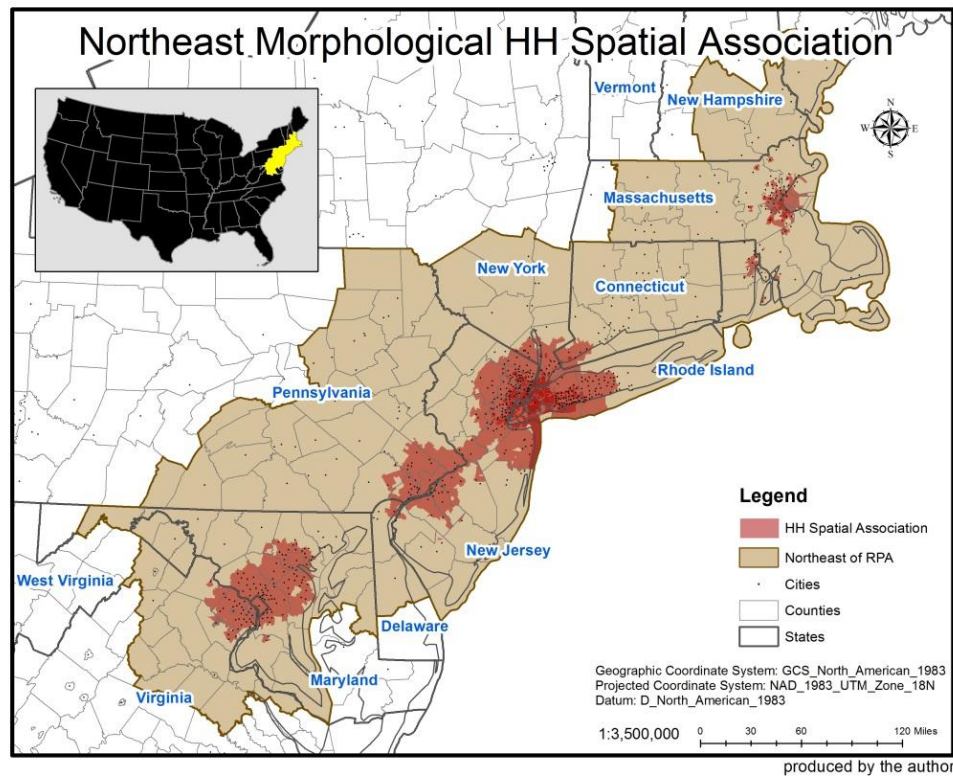 Northeast Morphological HH Spatial Association
Vermont
New Hampshire
N
W E
S
Massachusetts
New York
Connecticut
Rhode Island
Pennsylvania
Legend
HH Spatial Association
Northeast of RPA
Cities
Counties
States
New Jersey
West Virginia
Delaware
Maryland
Virginia
Geographic Coordinate System: GCS_North_American_1983
Projected Coordinate System: NAD_1983_UTM_Zone_18N
Datum: D_North_American_1983
1:3,500,000
0 30 60 120 Miles
produced by the author